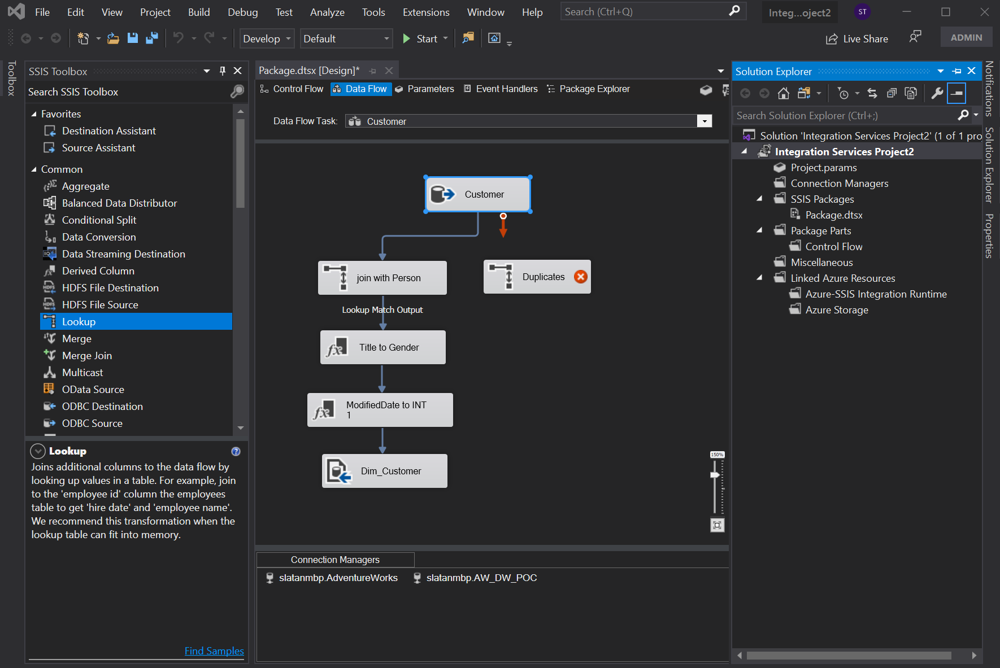 File Edit View Project Build Debug Test Analyze Tools Extensions Window Help Search (Ctrl+Q) Integ...oject2 ST
Develop Default Start Live Share ADMIN
Toolbox
SSIS Toolbox
Search SSIS Toolbox
Favorites
Destination Assistant
Source Assistant
Common
Aggregate
Balanced Data Distributor
Conditional Split
Data Conversion
Data Streaming Destination
Derived Column
HDFS File Destination
HDFS File Source
Lookup
Merge
Merge Join
Multicast
OData Source
ODBC Destination
ODBC Source
Lookup
Joins additional columns to the data flow by
looking up values in a table. For example, join
to the 'employee id' column the employees
table to get 'hire date' and 'employee name'.
We recommend this transformation when the
lookup table can fit into memory.
Find Samples
Package.dtsx [Design]*
Control Flow Data Flow Parameters Event Handlers Package Explorer
Data Flow Task: Customer
Customer
join with Person
Duplicates
Lookup Match Output
Title to Gender
ModifiedDate to INT
1
Dim_Customer
150%
Connection Managers
slatanmbp.AdventureWorks slatanmbp.AW_DW_POC
Solution Explorer
Search Solution Explorer (Ctrl+;)
Solution 'Integration Services Project2' (1 of 1 pro
Integration Services Project2
Project.params
Connection Managers
SSIS Packages
Package.dtsx
Package Parts
Control Flow
Miscellaneous
Linked Azure Resources
Azure-SSIS Integration Runtime
Azure Storage
Notifications
Solution Explorer
Properties